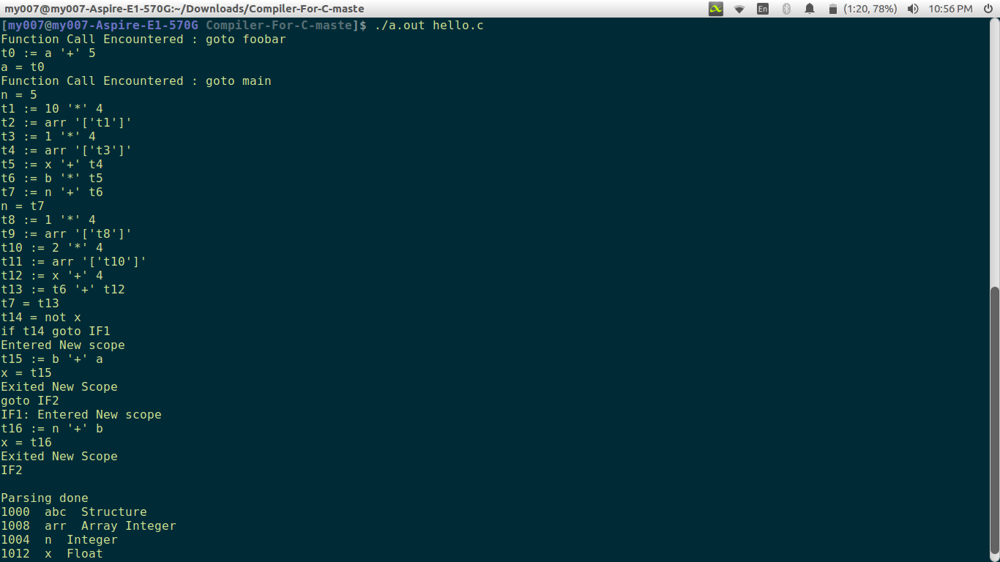 my007@my007-Aspire-E1-570G:~/Downloads/Compiler-For-C-maste En (1:20, 78%) 10:56 PM
[my007@my007-Aspire-E1-570G Compiler-For-C-maste]$ ./a.out hello.c
Function Call Encountered : goto foobar
t0 := a '+' 5
a = t0
Function Call Encountered : goto main
n = 5
t1 := 10 '*' 4
t2 := arr '['t1']'
t3 := 1 '*' 4
t4 := arr '['t3']'
t5 := x '+' t4
t6 := b '*' t5
t7 := n '+' t6
n = t7
t8 := 1 '*' 4
t9 := arr '['t8']'
t10 := 2 '*' 4
t11 := arr '['t10']'
t12 := x '+' 4
t13 := t6 '+' t12
t7 = t13
t14 = not x
if t14 goto IF1
Entered New scope
t15 := b '+' a
x = t15
Exited New Scope
goto IF2
IF1: Entered New scope
t16 := n '+' b
x = t16
Exited New Scope
IF2
Parsing done
1000  abc  Structure
1008  arr  Array Integer
1004  n  Integer
1012  x  Float